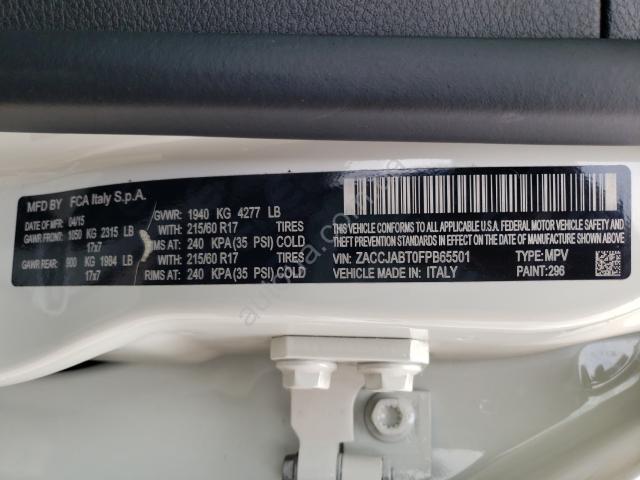 MFD BY FCA Italy S.p.A.
DATE OF MFR: 04/15 GVWR: 1940 KG 4277 LB
GAWR FRONT: 1050 KG 2315 LB WITH: 215/60 R17 TIRES
17x7 RIMS AT: 240 KPA(35 PSI) COLD
GAWR REAR: 900 KG 1984 LB WITH: 215/60 R17 TIRES
17x7 RIMS AT: 240 KPA(35 PSI) COLD
THIS VEHICLE CONFORMS TO ALL APPLICABLE U.S.A. FEDERAL MOTOR VEHICLE SAFETY AND
THEFT PREVENTION STANDARDS IN EFFECT ON THE DATE OF MANUFACTURE SHOWN ABOVE.
VIN: ZACCJABT0FPB65501 TYPE: MPV
VEHICLE MADE IN: ITALY PAINT: 296